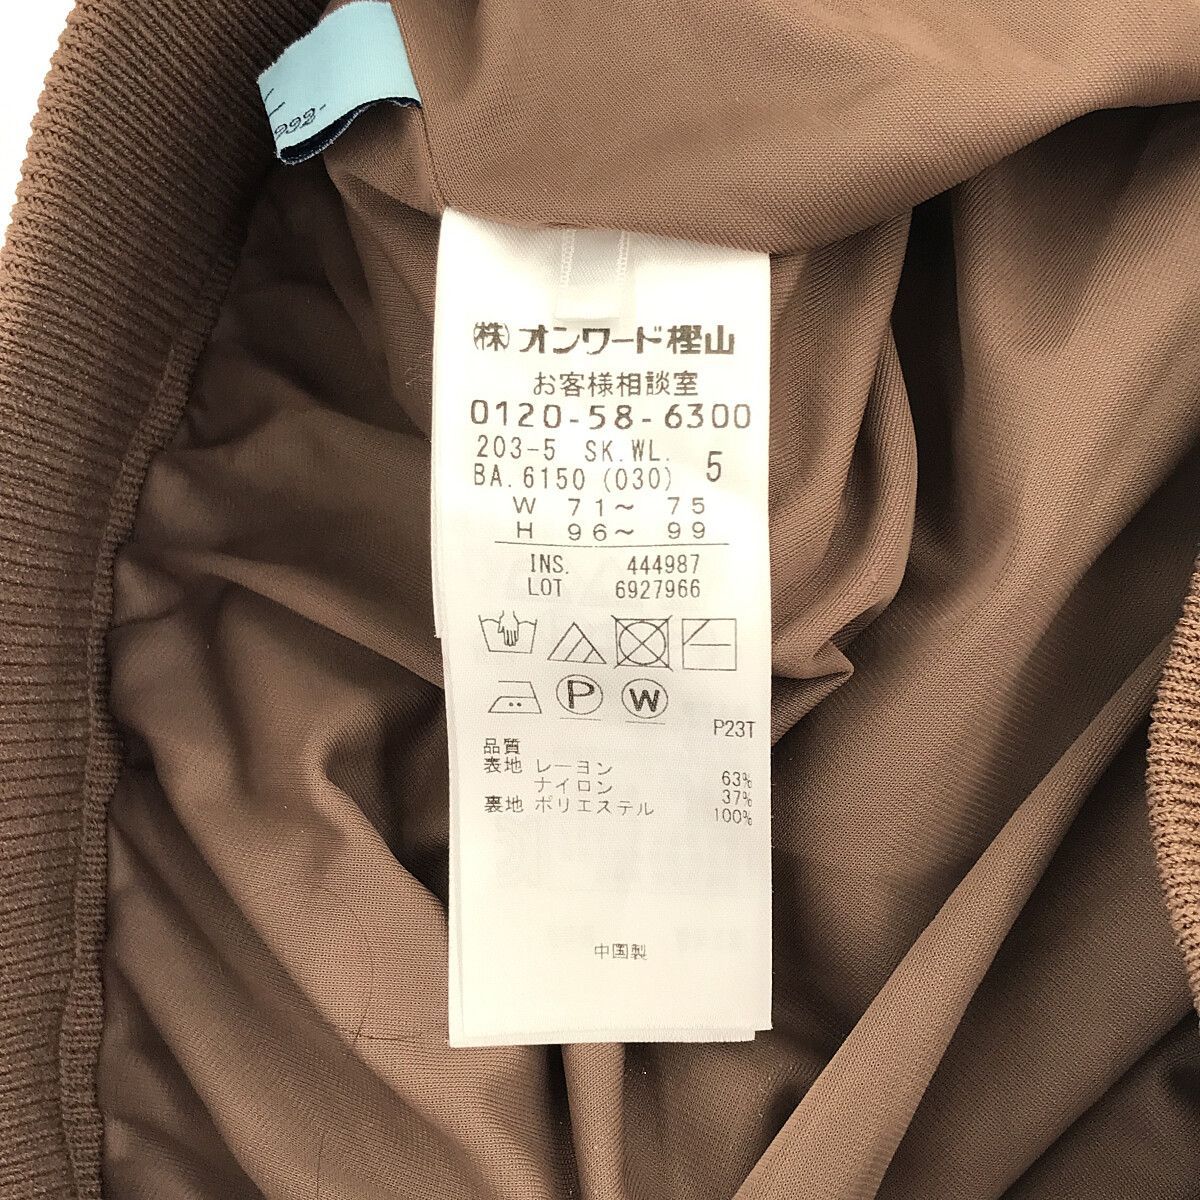 999-
㈱オンワード樫山
お客様相談室
0120-58-6300
203-5 SK.WL.
BA.6150 (030) 5
W 71～ 75
H 96～ 99
INS. 444987
LOT 6927966
P W
P23T
品質
表地 レーヨン 63%
ナイロン 37%
裏地 ポリエステル 100%
中国製